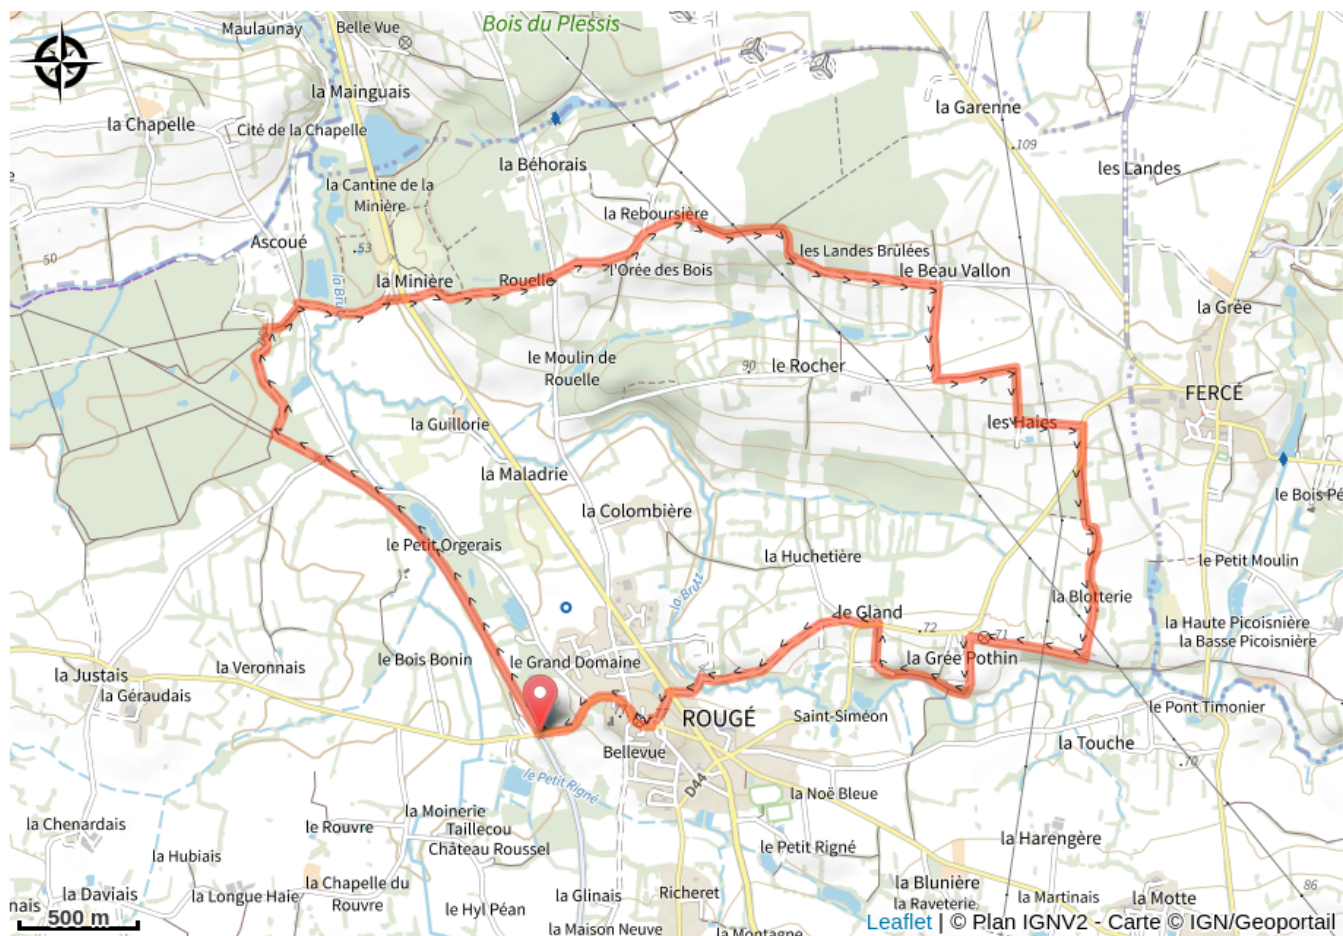 Bois du Plessis
Maulaunay
Belle Vue
la Mainguais
la Garenne
la Chapelle
Cité de la Chapelle
109
la Béhorais
les Landes
la Cantine de la
Minière
la Reboursière
Ascoué
53
les Landes Brûlées
50
l'Orée des Bois
le Beau Vallon
la Minière
Rouelle
la Bru
la Grée
le Moulin de
Rouelle
90
le Rocher
FERCÉ
la Guillorie
les Haies
la Maladrie
le Bois Pé
la Colombière
le Petit Orgerais
la Huchetière
le Petit Moulin
la Brutz
la Blotterie
le Gland
la Haute Picoisnière
72
71
la Basse Picoisnière
la Grée Pothin
le Bois Bonin
le Grand Domaine
la Veronnais
la Justais
la Géraudais
le Pont Timonier
ROUGÉ
Saint-Siméon
la Touche
Bellevue
70
le Petit Rigné
D44
la Noë Bleue
la Moinerie
la Chenardais
le Rouvre
Taillecou
la Harengère
Château Roussel
le Petit Rigné
la Hubiais
la Chapelle du
Rouvre
la Blunière
86
la Daviais
la Longue Haie
la Glinais
Richeret
la Raveterie
la Martinais
la Motte
nais
le Hyl Péan
500 m
la Maison Neuve
la Montagne
Leaflet | © Plan IGNV2 - Carte © IGN/Geoportail